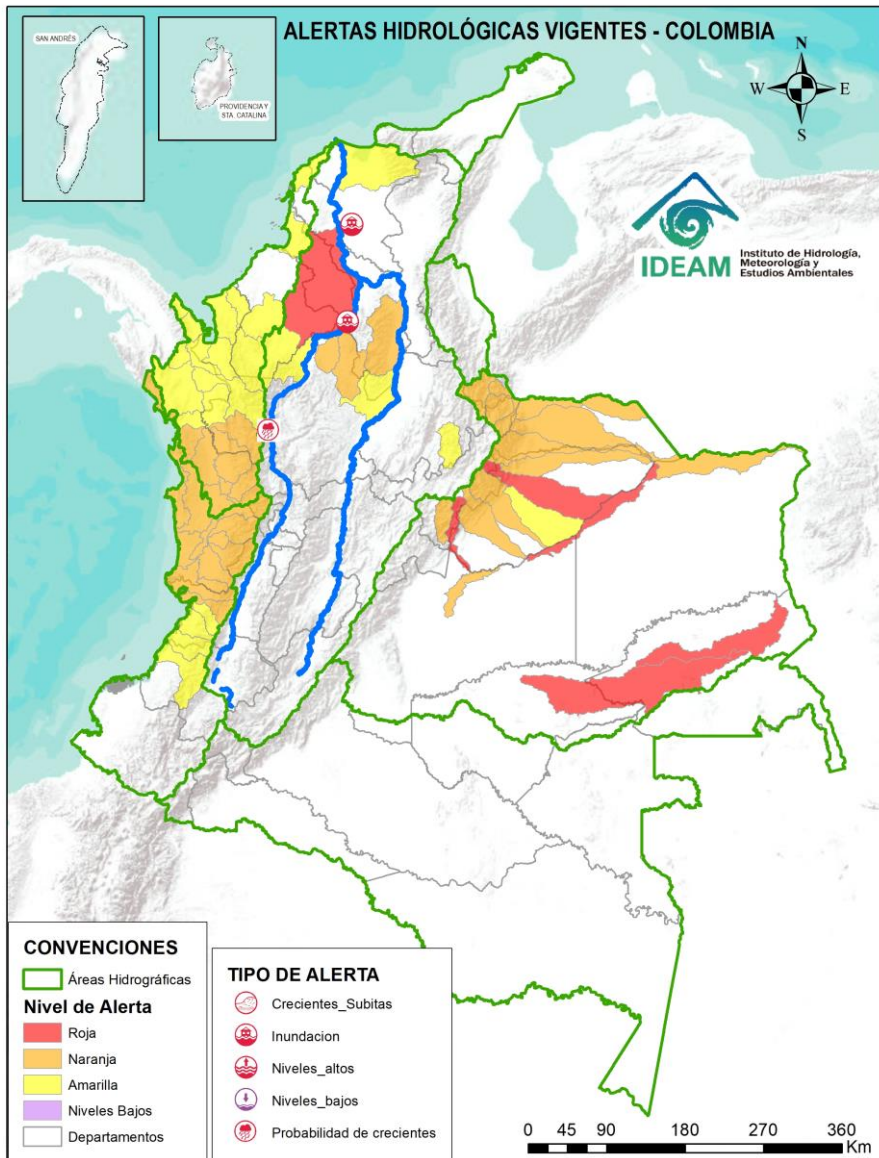 ALERTAS HIDROLÓGICAS VIGENTES - COLOMBIA
SAN ANDRÉS
PROVIDENCIA Y
STA. CATALINA
N
W
E
S
IDEAM
Instituto de Hidrología,
Meteorología y
Estudios Ambientales
CONVENCIONES
Áreas Hidrográficas
Nivel de Alerta
Roja
Naranja
Amarilla
Niveles Bajos
Departamentos
TIPO DE ALERTA
Crecientes_Subitas
Inundacion
Niveles_altos
Niveles_bajos
Probabilidad de crecientes
0 45 90 180 270 360
Km